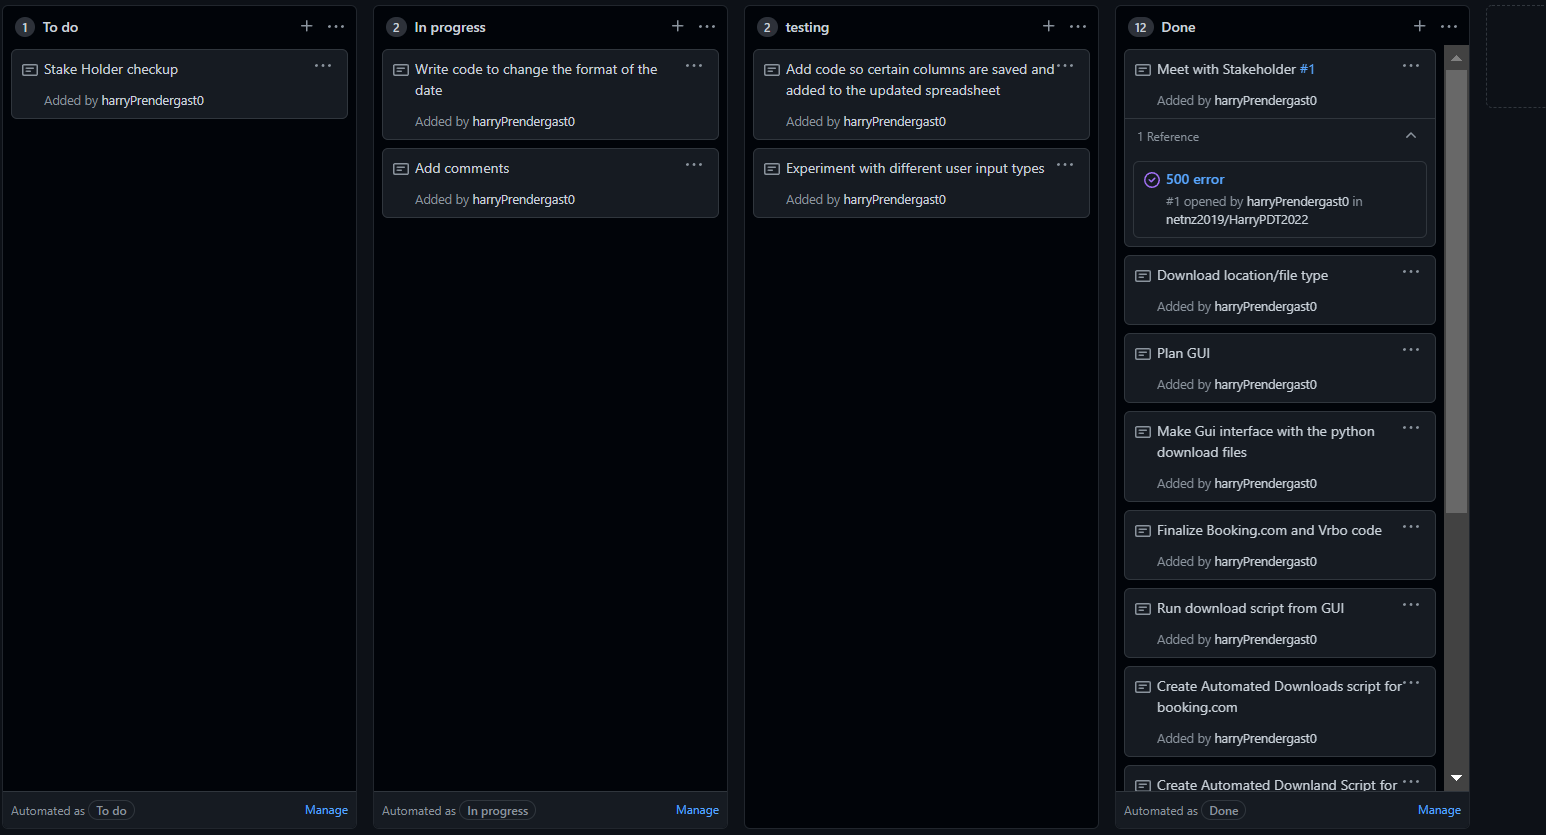 1 To do
Stake Holder checkup
Added by harryPrendergast0
Automated as To do Manage
2 In progress
Write code to change the format of the
date
Added by harryPrendergast0
Add comments
Added by harryPrendergast0
Automated as In progress Manage
2 testing
Add code so certain columns are saved and
added to the updated spreadsheet
Added by harryPrendergast0
Experiment with different user input types
Added by harryPrendergast0
12 Done
Meet with Stakeholder #1
Added by harryPrendergast0
1 Reference
500 error
#1 opened by harryPrendergast0 in
netnz2019/HarryPDT2022
Download location/file type
Added by harryPrendergast0
Plan GUI
Added by harryPrendergast0
Make Gui interface with the python
download files
Added by harryPrendergast0
Finalize Booking.com and Vrbo code
Added by harryPrendergast0
Run download script from GUI
Added by harryPrendergast0
Create Automated Downloads script for
booking.com
Added by harryPrendergast0
Create Automated Downland Script for
Automated as Done Manage